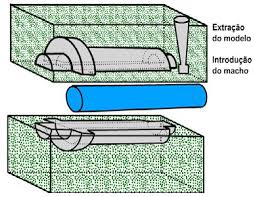 Extração
do modelo
Introdução
do macho